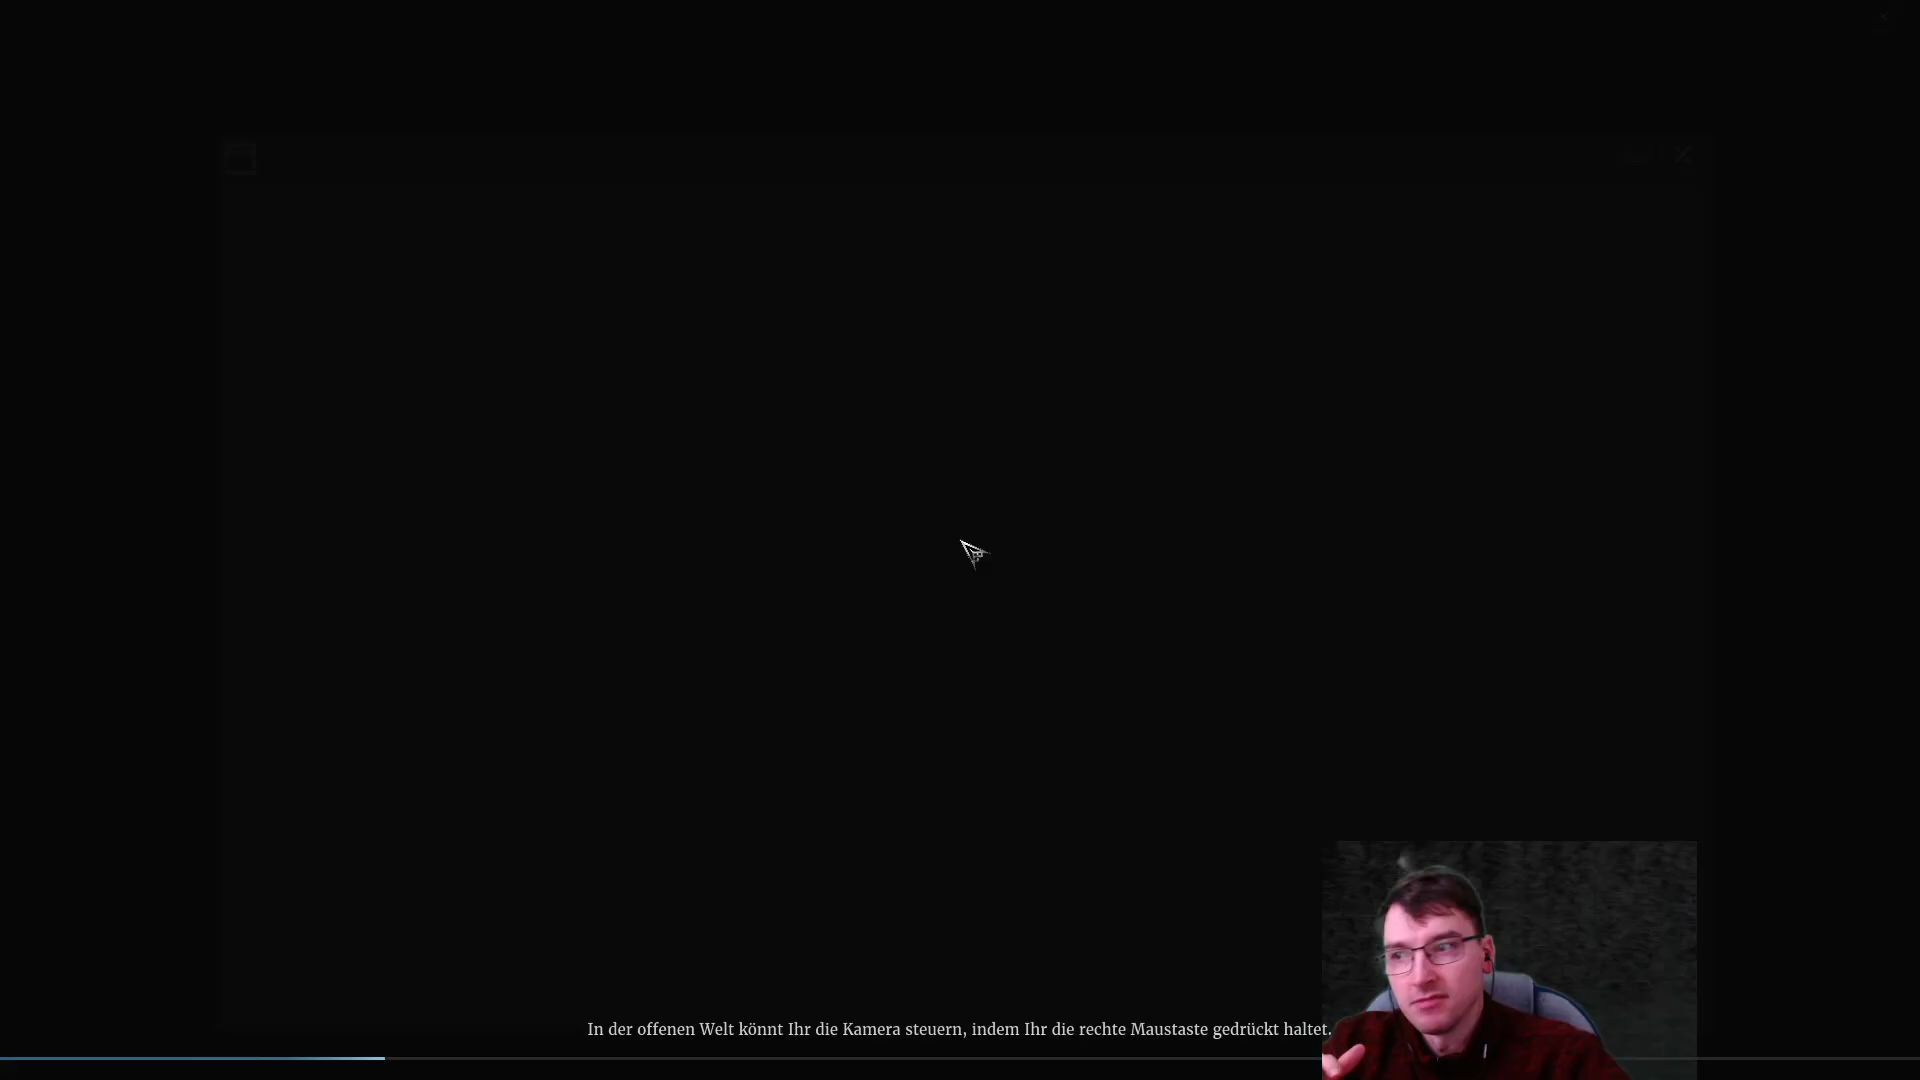 In der offenen Welt könnt Ihr die Kamera steuern, indem Ihr die rechte Maustaste gedrückt haltet.